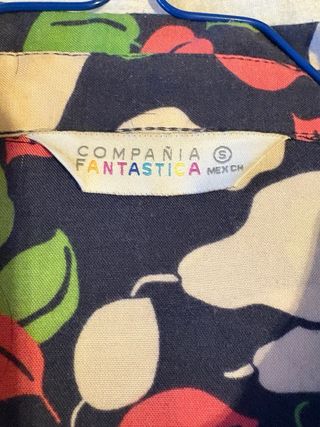 COMPAÑIA
FANTASTICA
S
MEX CH